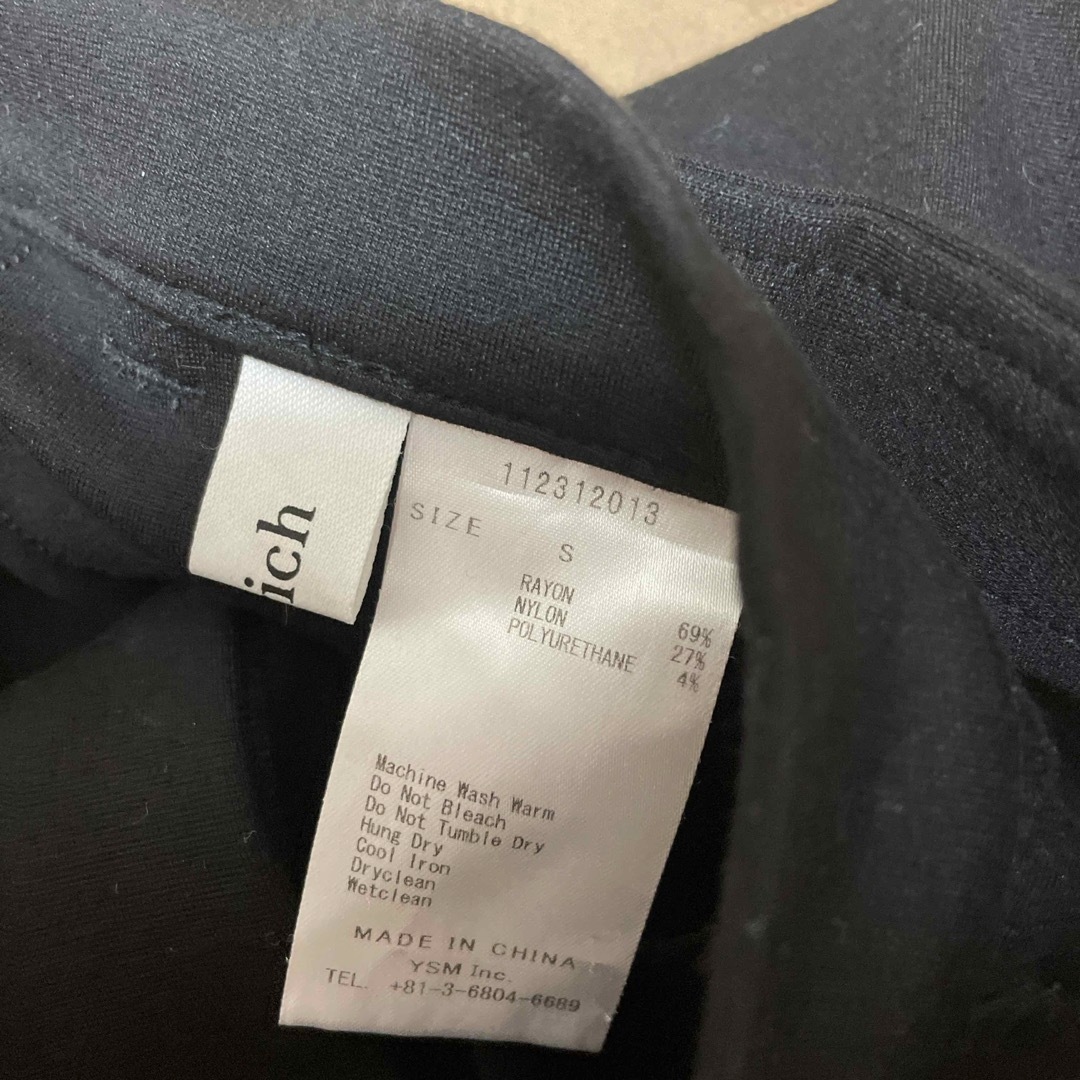 ich
112312013
SIZE S
RAYON 69%
NYLON 27%
POLYURETHANE 4%
Machine Wash Warm
Do Not Bleach
Do Not Tumble Dry
Hung Dry
Cool Iron
Dryclean
Wetclean
MADE IN CHINA
YSM Inc.
TEL. +81-3-6804-6689